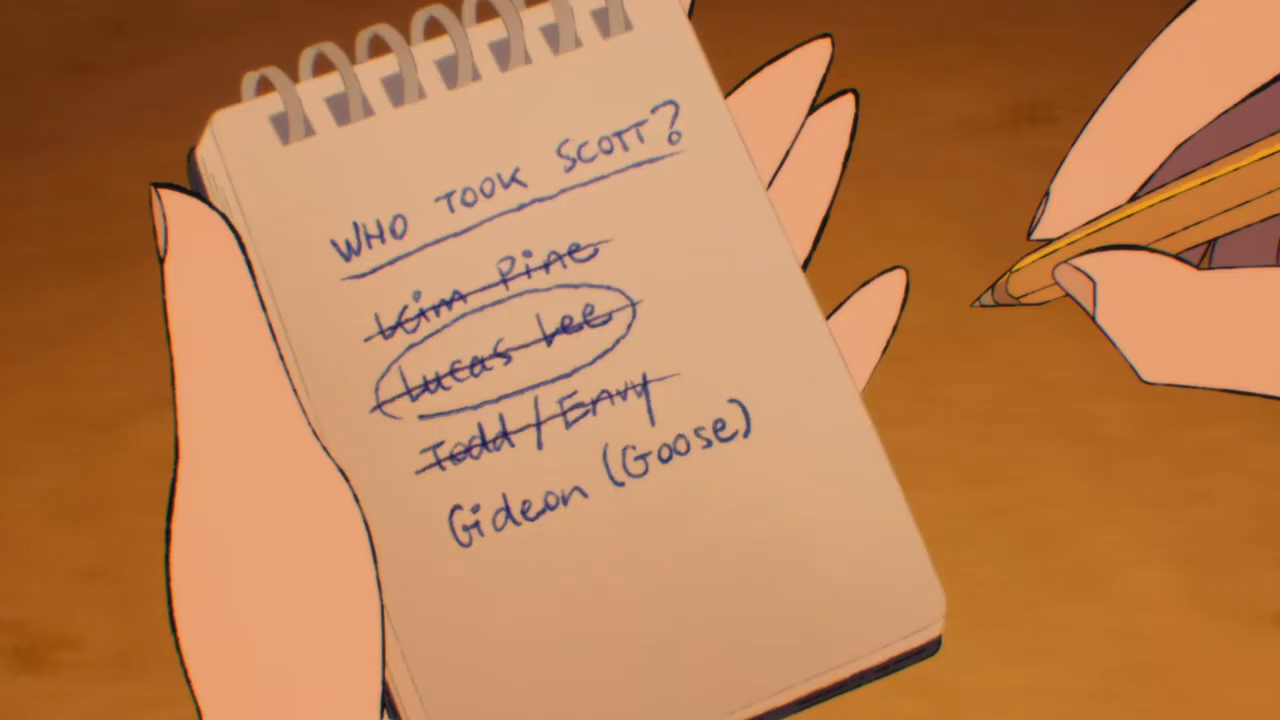 WHO TOOK SCOTT?
Kim Pine
Lucas Lee
Todd / Envy
Gideon (Goose)